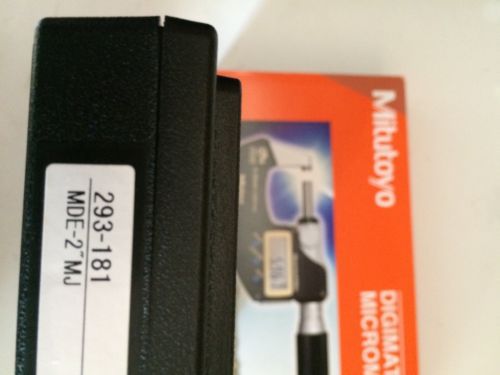 293-181
MDE-2"MJ
Mitutoyo
DIGIMAT
MICROM